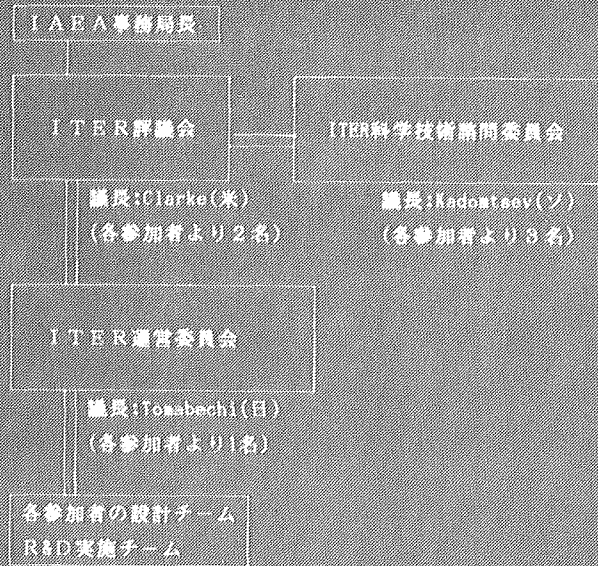 IAEA事務局長
ITER評議会
ITER科学技術諮問委員会
議長:Clarke(米)
(各参加者より2名)
議長:Kadomtsev(ソ)
(各参加者より3名)
ITER運営委員会
議長:Tomabechi(日)
(各参加者より1名)
各参加者の設計チーム
R&D実施チーム